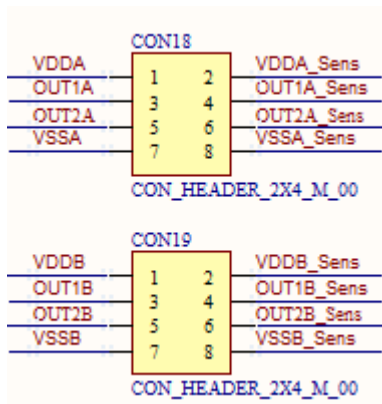 CON18
VDDA 1 2 VDDA_Sens
OUT1A 3 4 OUT1A_Sens
OUT2A 5 6 OUT2A_Sens
VSSA 7 8 VSSA_Sens
CON_HEADER_2X4_M_00
CON19
VDDB 1 2 VDDB_Sens
OUT1B 3 4 OUT1B_Sens
OUT2B 5 6 OUT2B_Sens
VSSB 7 8 VSSB_Sens
CON_HEADER_2X4_M_00